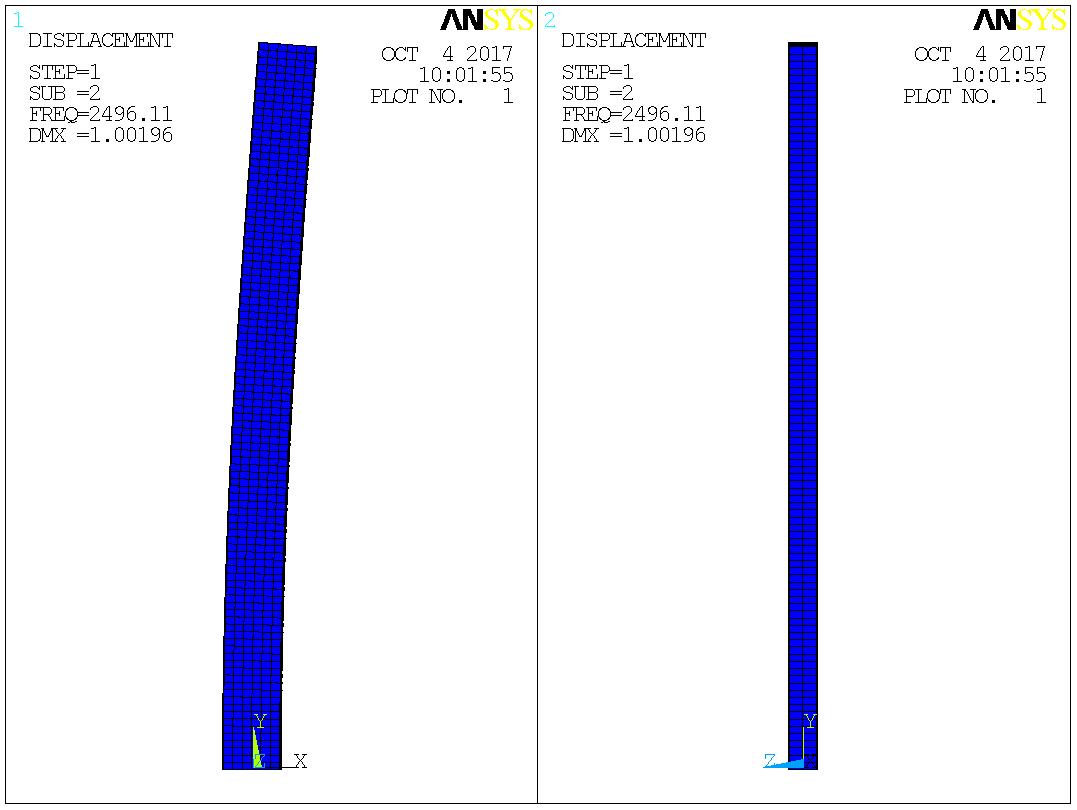 1
ANSYS
DISPLACEMENT
STEP=1
SUB =2
FREQ=2496.11
DMX =1.00196
OCT  4 2017
10:01:55
PLOT NO.   1
Y
Z
X
2
ANSYS
DISPLACEMENT
STEP=1
SUB =2
FREQ=2496.11
DMX =1.00196
OCT  4 2017
10:01:55
PLOT NO.   1
Y
Z